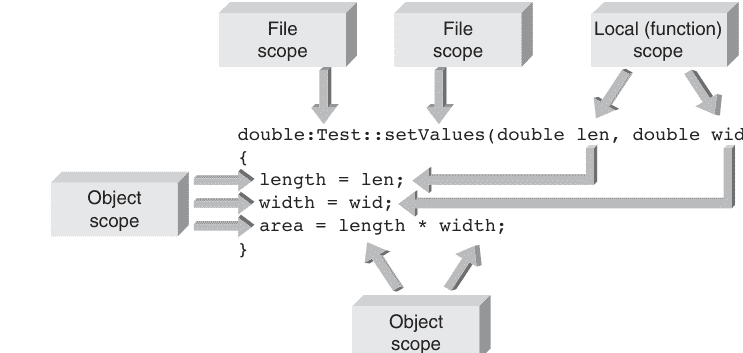 File
scope
File
scope
Local (function)
scope
double:Test::setValues(double len, double wid
{
Object
scope
length = len;
width = wid;
area = length * width;
}
Object
scope